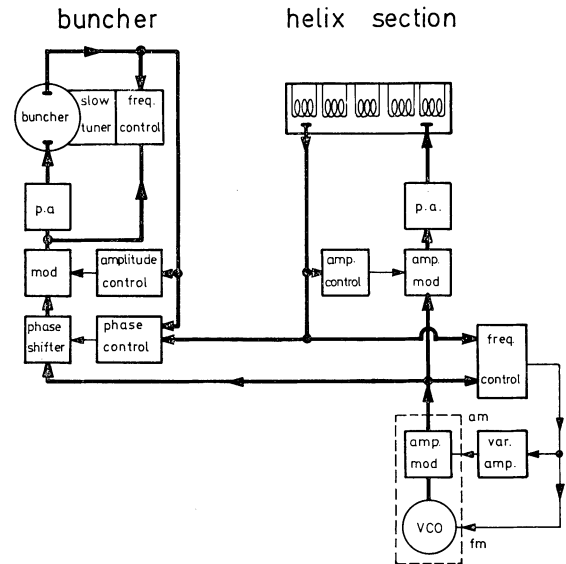 buncher
helix section
buncher
slow
tuner
freq.
control
p.a
p.a.
mod
amplitude
control
amp.
control
amp.
mod
phase
shifter
phase
control
freq.
control
am
amp.
mod
var.
amp.
VCO
fm